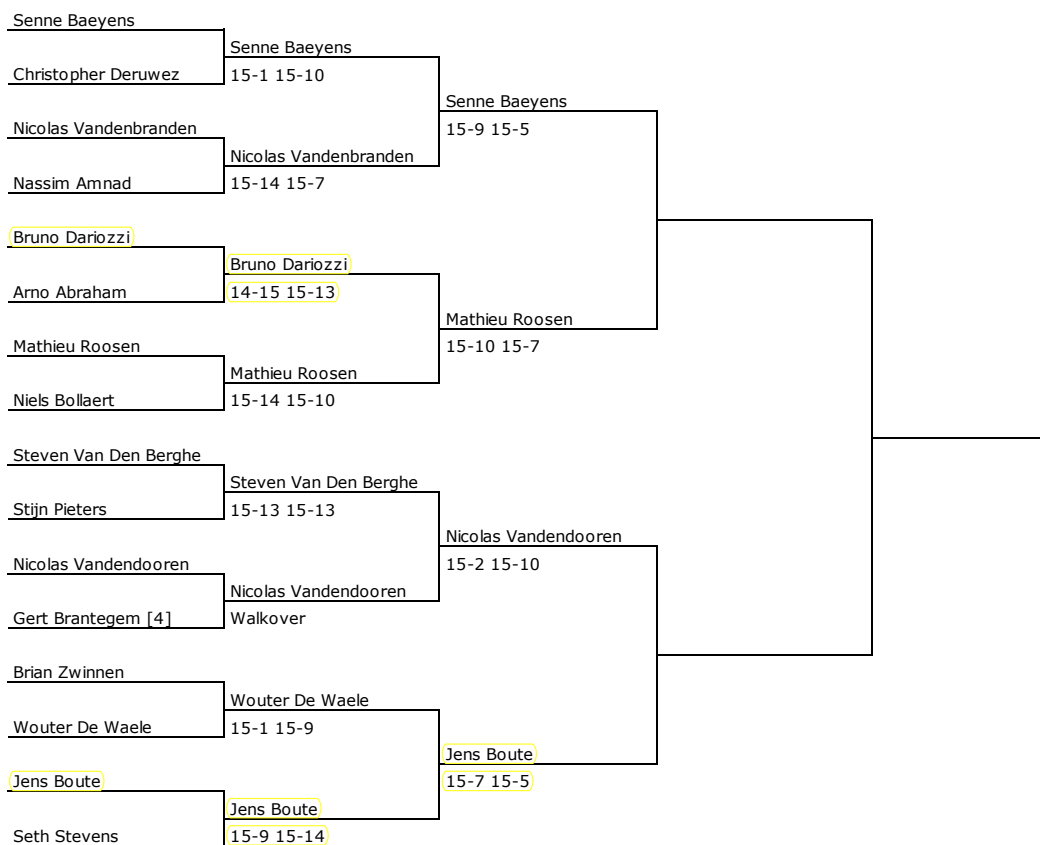 Senne Baeyens
Senne Baeyens
Christopher Deruwez
15-1 15-10
Senne Baeyens
Nicolas Vandenbranden
15-9 15-5
Nicolas Vandenbranden
Nassim Amnad
15-14 15-7
Bruno Dariozzi
Bruno Dariozzi
Arno Abraham
14-15 15-13
Mathieu Roosen
Mathieu Roosen
15-10 15-7
Mathieu Roosen
Niels Bollaert
15-14 15-10
Steven Van Den Berghe
Steven Van Den Berghe
Stijn Pieters
15-13 15-13
Nicolas Vandendooren
Nicolas Vandendooren
15-2 15-10
Nicolas Vandendooren
Gert Brantegem [4]
Walkover
Brian Zwinnen
Wouter De Waele
Wouter De Waele
15-1 15-9
Jens Boute
Jens Boute
15-7 15-5
Jens Boute
Seth Stevens
15-9 15-14